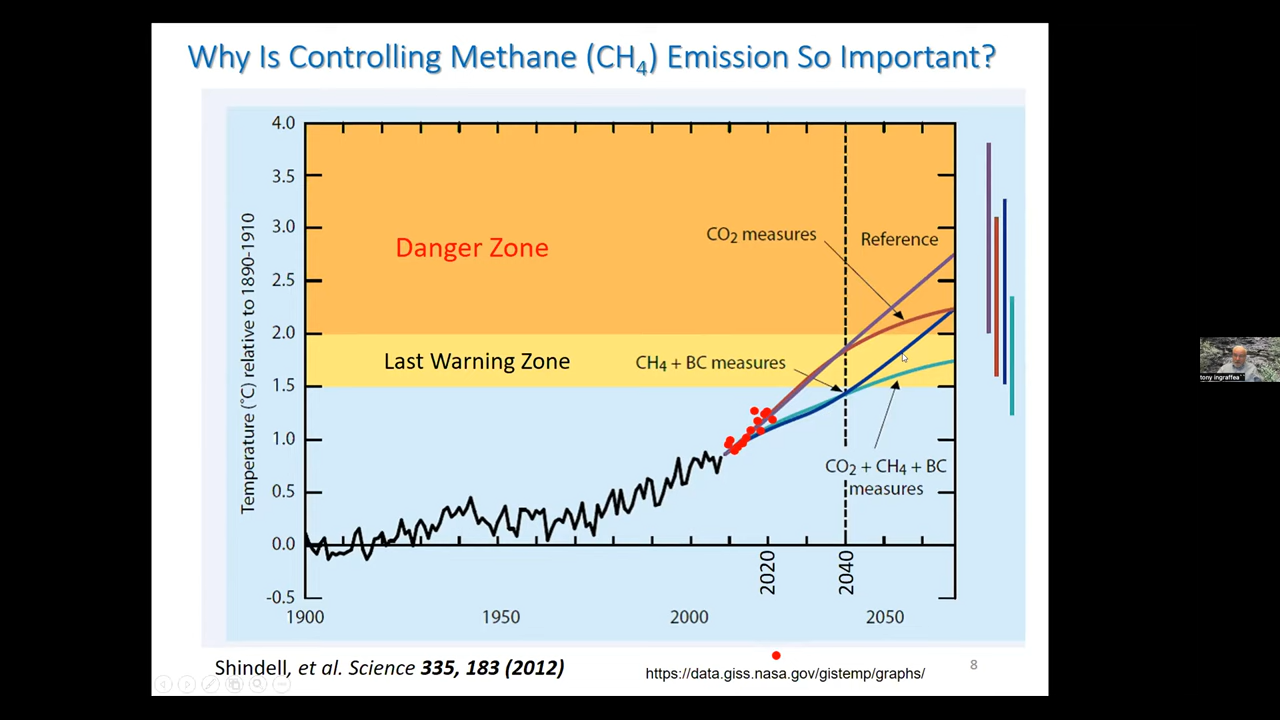 Why Is Controlling Methane (CH₄) Emission So Important?
4.0
3.5
3.0
2.5
2.0
1.5
1.0
0.5
0.0
-0.5
Temperature (°C) relative to 1890-1910
Danger Zone
Last Warning Zone
CO₂ measures
Reference
CH₄ + BC measures
CO₂ + CH₄ + BC
measures
2020
2040
1900
1950
2000
2050
Shindell, et al. Science 335, 183 (2012)
https://data.giss.nasa.gov/gistemp/graphs/
8
tony ingraffea